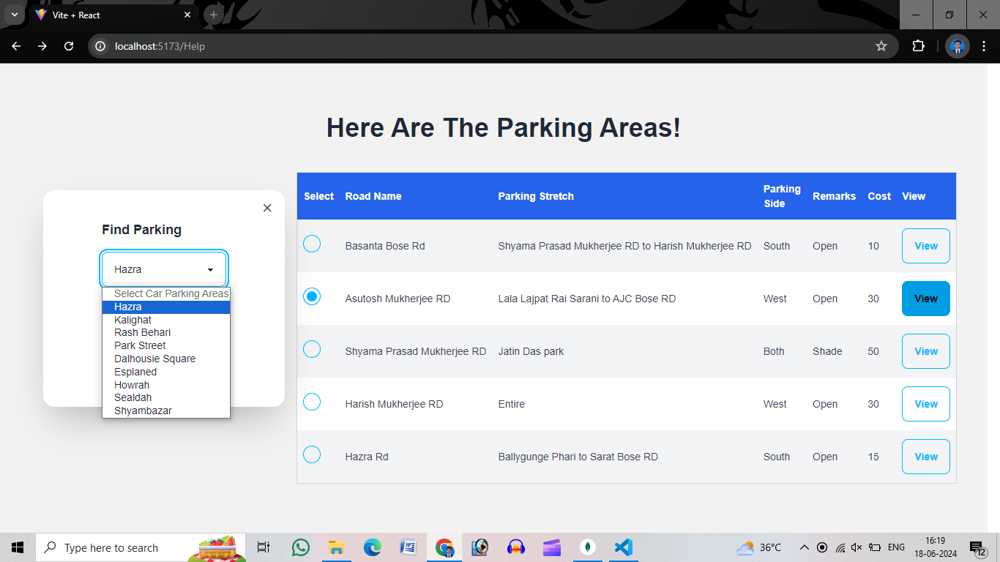 Vite + React
localhost:5173/Help
Here Are The Parking Areas!
Find Parking
Hazra
Select Car Parking Areas
Hazra
Kalighat
Rash Behari
Park Street
Dalhousie Square
Esplaned
Howrah
Sealdah
Shyambazar
Select Road Name Parking Stretch Parking Side Remarks Cost View
Basanta Bose Rd Shyama Prasad Mukherjee RD to Harish Mukherjee RD South Open 10 View
Asutosh Mukherjee RD Lala Lajpat Rai Sarani to AJC Bose RD West Open 30 View
Shyama Prasad Mukherjee RD Jatin Das park Both Shade 50 View
Harish Mukherjee RD Entire West Open 30 View
Hazra Rd Ballygunge Phari to Sarat Bose RD South Open 15 View
Type here to search
36°C
ENG
16:19
18-06-2024
12